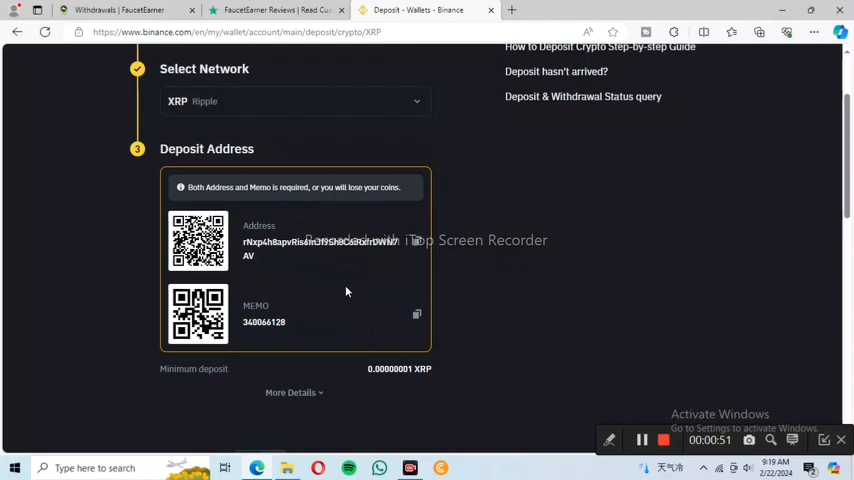 Withdrawals | FaucetEarner
FaucetEarner Reviews | Read Cus
Deposit - Wallets - Binance
https://www.binance.com/en/my/wallet/account/main/deposit/crypto/XRP
How to Deposit Crypto Step-by-step Guide
Select Network
Deposit hasn't arrived?
XRP Ripple
Deposit & Withdrawal Status query
3 Deposit Address
Both Address and Memo is required, or you will lose your coins.
Address
Recorded with iTop Screen Recorder
AV
MEMO
340066128
Minimum deposit 0.00000001 XRP
More Details
Activate Windows
Go to Settings to activate Windows.
00:00:51
Type here to search
天气冷
9:19 AM
2/22/2024
2